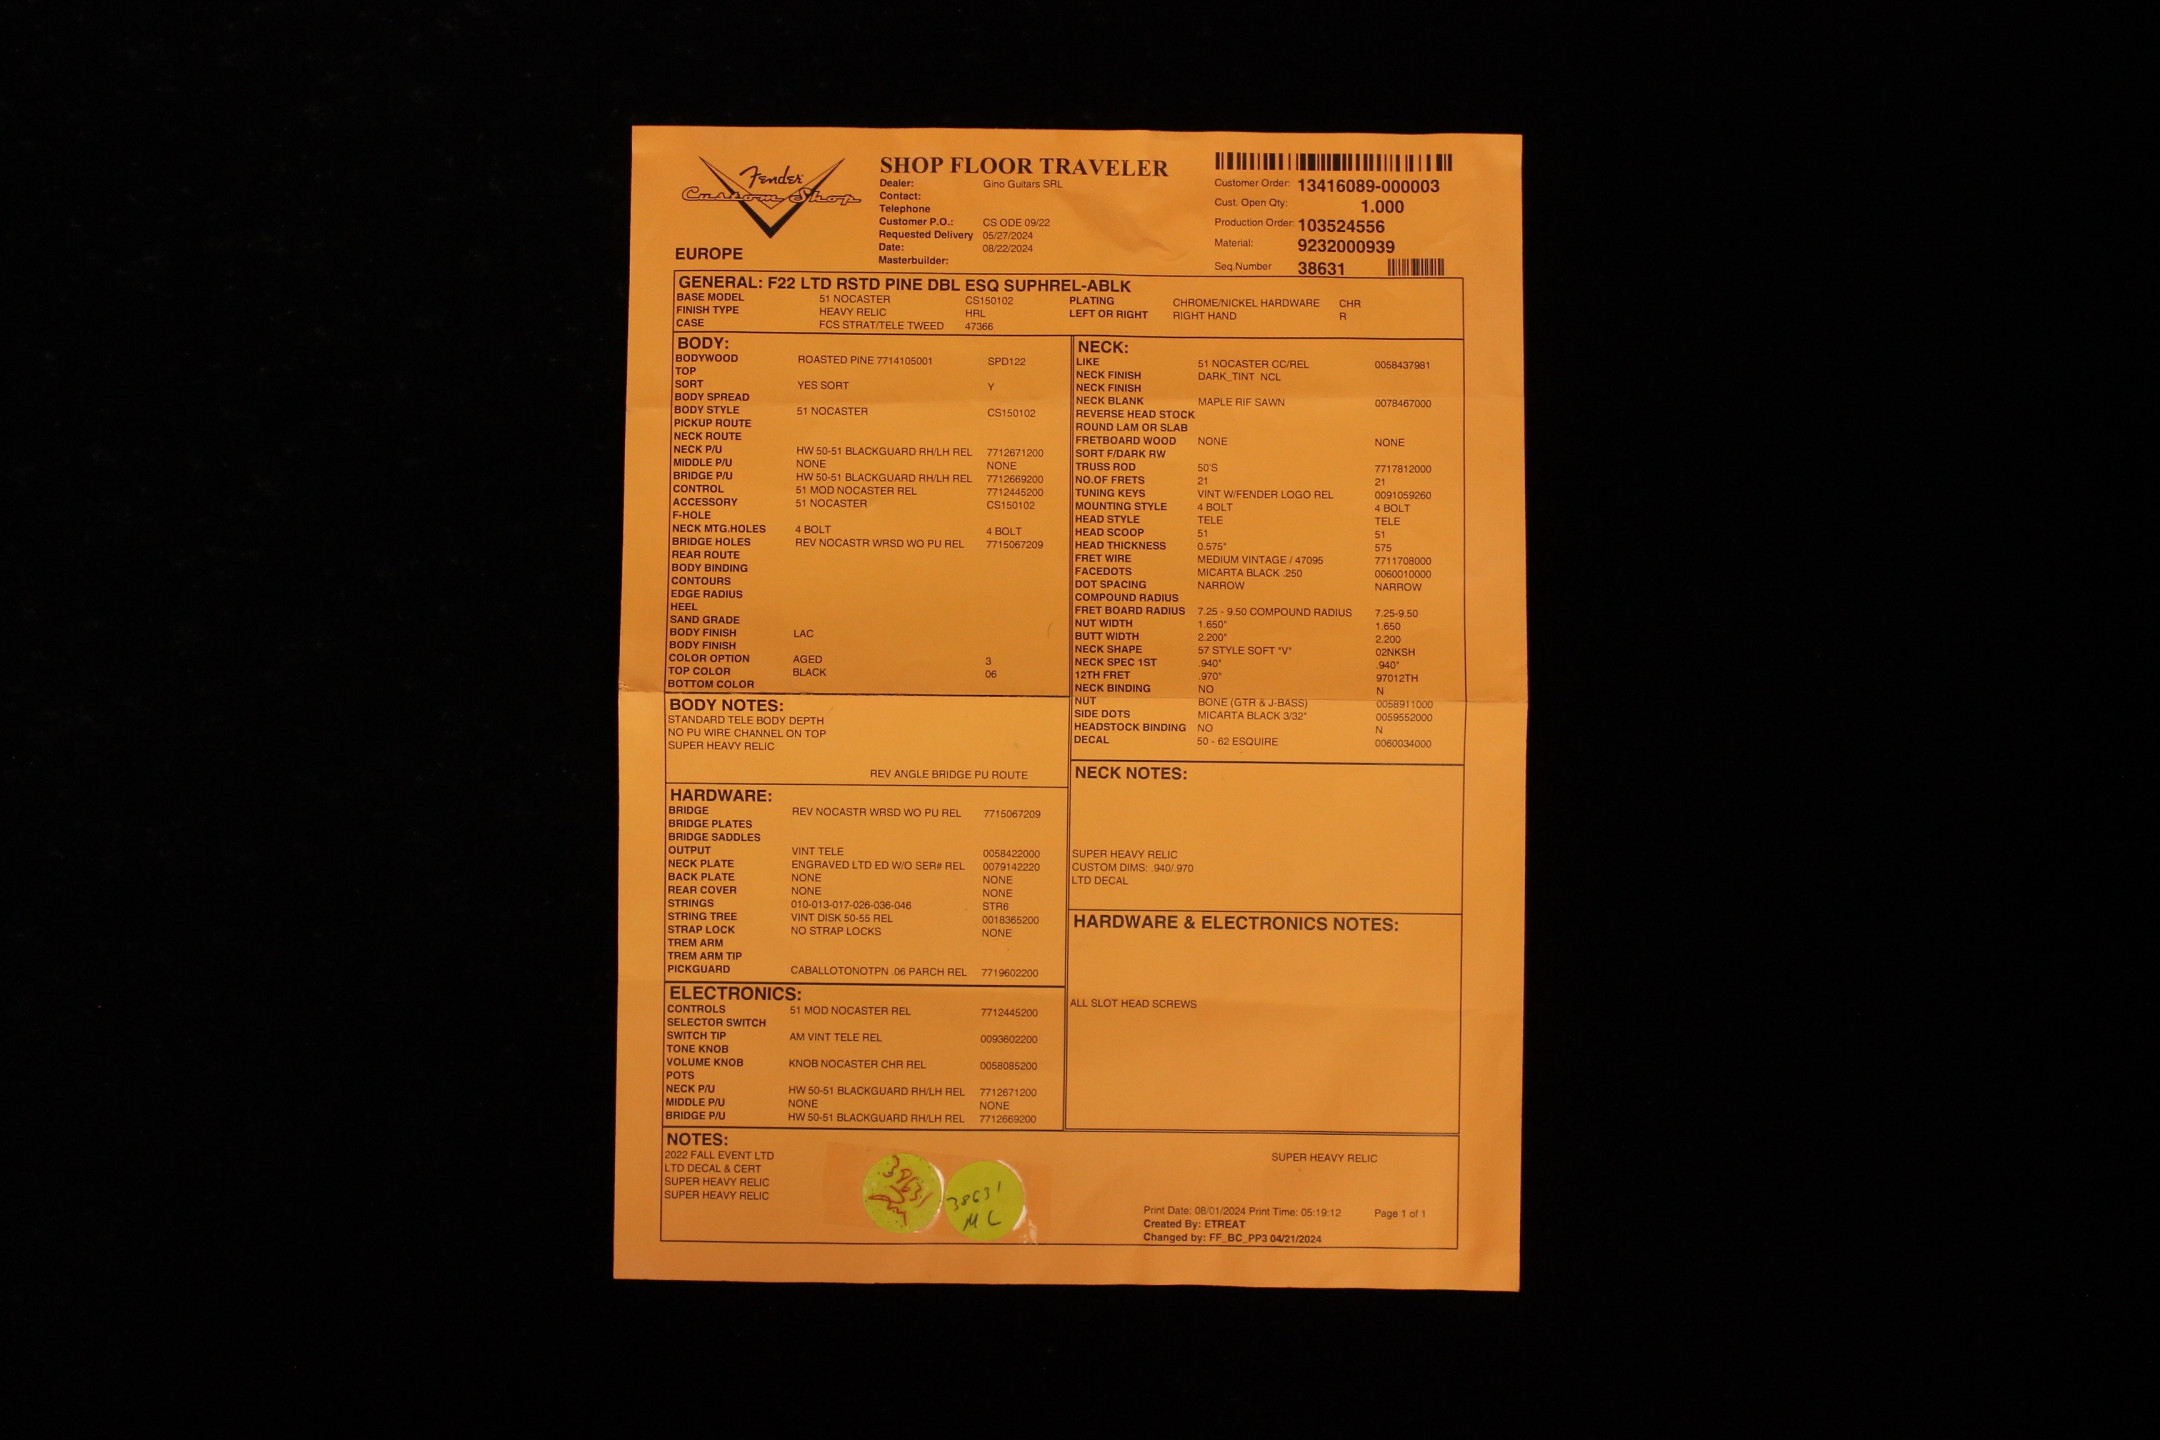 Fender
Custom Shop
EUROPE
SHOP FLOOR TRAVELER
Dealer: Gino Guitars SRL
Contact:
Telephone
Customer P.O.: CS ODE 09/22
Requested Delivery 05/27/2024
Date: 08/22/2024
Masterbuilder:
Customer Order: 13416089-000003
Cust. Open Qty: 1.000
Production Order: 103524556
Material: 9232000939
Seq.Number 38631
GENERAL: F22 LTD RSTD PINE DBL ESQ SUPHREL-ABLK
BASE MODEL 51 NOCASTER CS150102 PLATING CHROME/NICKEL HARDWARE CHR
FINISH TYPE HEAVY RELIC HRL LEFT OR RIGHT RIGHT HAND R
CASE FCS STRAT/TELE TWEED 47366
BODY:
BODYWOOD ROASTED PINE 7714105001 SPD122
TOP
SORT YES SORT Y
BODY SPREAD
BODY STYLE 51 NOCASTER CS150102
PICKUP ROUTE
NECK ROUTE
NECK P/U HW 50-51 BLACKGUARD RH/LH REL 7712671200
MIDDLE P/U NONE NONE
BRIDGE P/U HW 50-51 BLACKGUARD RH/LH REL 7712669200
CONTROL 51 MOD NOCASTER REL 7712445200
ACCESSORY 51 NOCASTER CS150102
F-HOLE
NECK MTG.HOLES 4 BOLT 4 BOLT
BRIDGE HOLES REV NOCASTR WRSD WO PU REL 7715067209
REAR ROUTE
BODY BINDING
CONTOURS
EDGE RADIUS
HEEL
SAND GRADE
BODY FINISH LAC
BODY FINISH
COLOR OPTION AGED 3
TOP COLOR BLACK 06
BOTTOM COLOR
BODY NOTES:
STANDARD TELE BODY DEPTH
NO PU WIRE CHANNEL ON TOP
SUPER HEAVY RELIC
REV ANGLE BRIDGE PU ROUTE
HARDWARE:
BRIDGE REV NOCASTR WRSD WO PU REL 7715067209
BRIDGE PLATES
BRIDGE SADDLES
OUTPUT VINT TELE 0058422000
NECK PLATE ENGRAVED LTD ED W/O SER# REL 0079142220
BACK PLATE NONE NONE
REAR COVER NONE NONE
STRINGS 010-013-017-026-036-046 STR6
STRING TREE VINT DISK 50-55 REL 0018365200
STRAP LOCK NO STRAP LOCKS NONE
TREM ARM
TREM ARM TIP
PICKGUARD CABALLOTONOTPN .06 PARCH REL 7719602200
ELECTRONICS:
CONTROLS 51 MOD NOCASTER REL 7712445200
SELECTOR SWITCH
SWITCH TIP AM VINT TELE REL 0093602200
TONE KNOB
VOLUME KNOB KNOB NOCASTER CHR REL 0058085200
POTS
NECK P/U HW 50-51 BLACKGUARD RH/LH REL 7712671200
MIDDLE P/U NONE NONE
BRIDGE P/U HW 50-51 BLACKGUARD RH/LH REL 7712669200
NECK:
LIKE 51 NOCASTER CC/REL 0058437981
NECK FINISH DARK_TINT NCL
NECK FINISH
NECK BLANK MAPLE RIF SAWN 0078467000
REVERSE HEAD STOCK
ROUND LAM OR SLAB
FRETBOARD WOOD NONE NONE
SORT F/DARK RW
TRUSS ROD 50'S 7717812000
NO.OF FRETS 21 21
TUNING KEYS VINT W/FENDER LOGO REL 0091059260
MOUNTING STYLE 4 BOLT 4 BOLT
HEAD STYLE TELE TELE
HEAD SCOOP 51 51
HEAD THICKNESS 0.575" 575
FRET WIRE MEDIUM VINTAGE / 47095 7711708000
FACEDOTS MICARTA BLACK .250 0060010000
DOT SPACING NARROW NARROW
COMPOUND RADIUS
FRET BOARD RADIUS 7.25 - 9.50 COMPOUND RADIUS 7.25-9.50
NUT WIDTH 1.650" 1.650
BUTT WIDTH 2.200" 2.200
NECK SHAPE 57 STYLE SOFT "V" 02NKSH
NECK SPEC 1ST .940" .940"
12TH FRET .970" 97012TH
NECK BINDING NO N
NUT BONE (GTR & J-BASS) 0058911000
SIDE DOTS MICARTA BLACK 3/32" 0059552000
HEADSTOCK BINDING NO N
DECAL 50 - 62 ESQUIRE 0060034000
NECK NOTES:
SUPER HEAVY RELIC
CUSTOM DIMS: .940/.970
LTD DECAL
HARDWARE & ELECTRONICS NOTES:
ALL SLOT HEAD SCREWS
NOTES:
2022 FALL EVENT LTD
LTD DECAL & CERT
SUPER HEAVY RELIC
SUPER HEAVY RELIC
SUPER HEAVY RELIC
38631
38631
MC
Print Date: 08/01/2024 Print Time: 05:19:12 Page 1 of 1
Created By: ETREAT
Changed by: FF_BC_PP3 04/21/2024